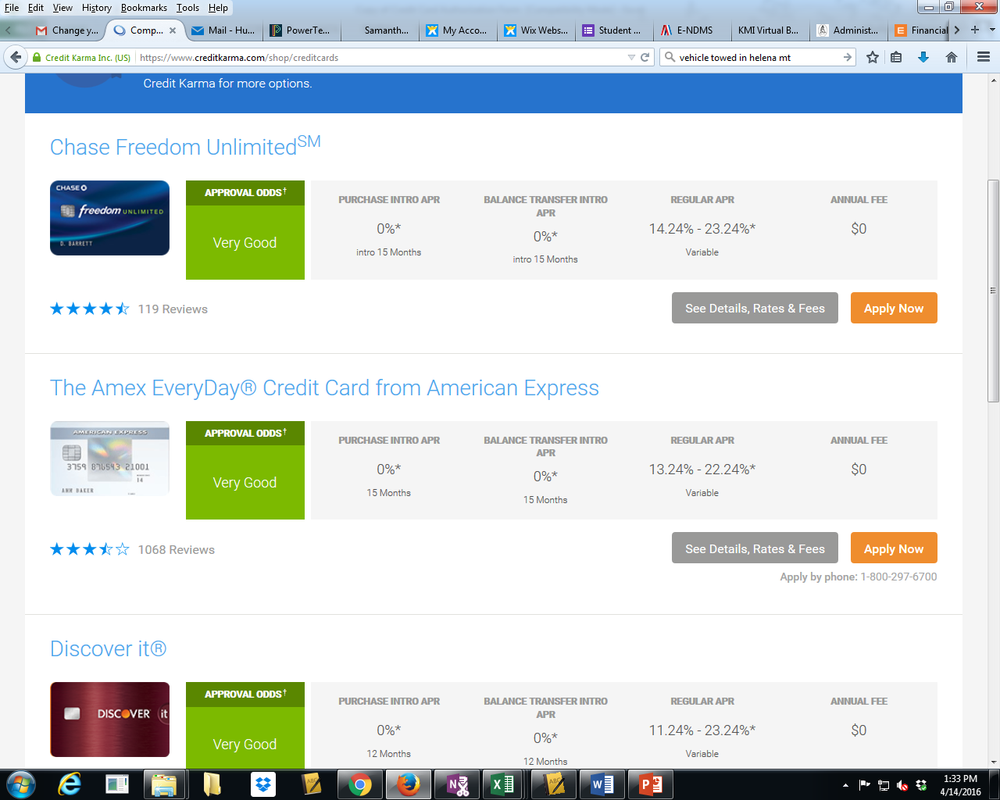 File Edit View History Bookmarks Tools Help
Change y... Comp... Mail - Hu... PowerTe... Samanth... My Acco... Wix Webs... Student ... E-NDMS KMI Virtual B... Administ... Financial
Credit Karma Inc. (US) https://www.creditkarma.com/shop/creditcards vehicle towed in helena mt
Credit Karma for more options.
Chase Freedom UnlimitedSM
CHASE
freedom UNLIMITED
D. BARRETT
APPROVAL ODDS†
Very Good
PURCHASE INTRO APR
0%*
intro 15 Months
BALANCE TRANSFER INTRO
APR
0%*
intro 15 Months
REGULAR APR
14.24% - 23.24%*
Variable
ANNUAL FEE
$0
119 Reviews
See Details, Rates & Fees
Apply Now
The Amex EveryDay® Credit Card from American Express
AMERICAN EXPRESS
3759 876543 21001
14
ANN BAKER
APPROVAL ODDS†
Very Good
PURCHASE INTRO APR
0%*
15 Months
BALANCE TRANSFER INTRO
APR
0%*
15 Months
REGULAR APR
13.24% - 22.24%*
Variable
ANNUAL FEE
$0
1068 Reviews
See Details, Rates & Fees
Apply Now
Apply by phone: 1-800-297-6700
Discover it®
DISCOVER it
APPROVAL ODDS†
Very Good
PURCHASE INTRO APR
0%*
12 Months
BALANCE TRANSFER INTRO
APR
0%*
12 Months
REGULAR APR
11.24% - 23.24%*
Variable
ANNUAL FEE
$0
1:33 PM
4/14/2016